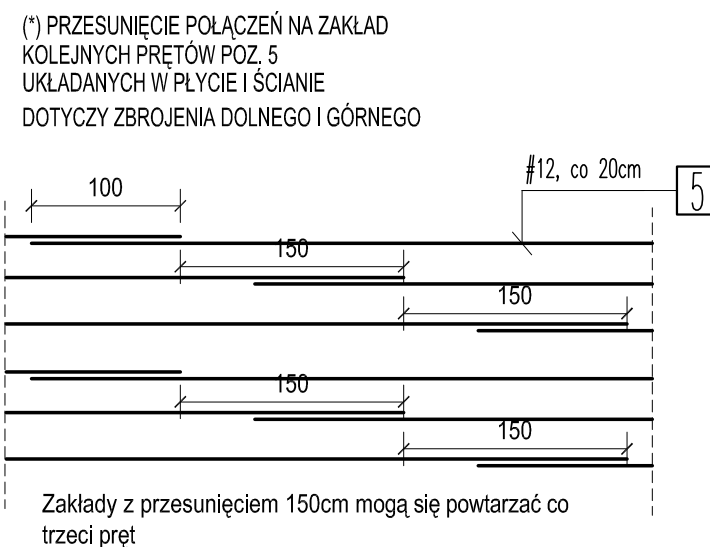 (*) PRZESUNIĘCIE POŁĄCZEŃ NA ZAKŁAD
KOLEJNYCH PRĘTÓW POZ. 5
UKŁADANYCH W PŁYCIE I ŚCIANIE
DOTYCZY ZBROJENIA DOLNEGO I GÓRNEGO
#12, co 20cm
5
100
150
150
150
150
Zakłady z przesunięciem 150cm mogą się powtarzać co
trzeci pręt